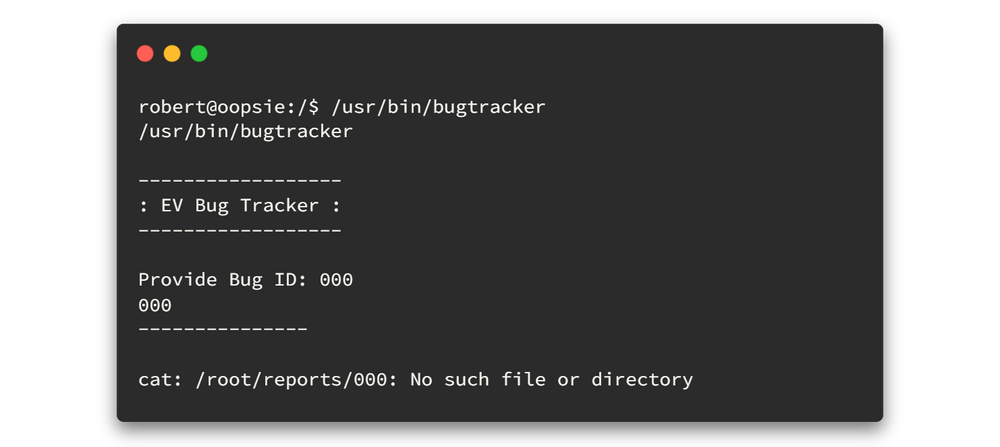 robert@oopsie:/$ /usr/bin/bugtracker
/usr/bin/bugtracker
------------------
: EV Bug Tracker :
------------------
Provide Bug ID: 000
000
---------------
cat: /root/reports/000: No such file or directory